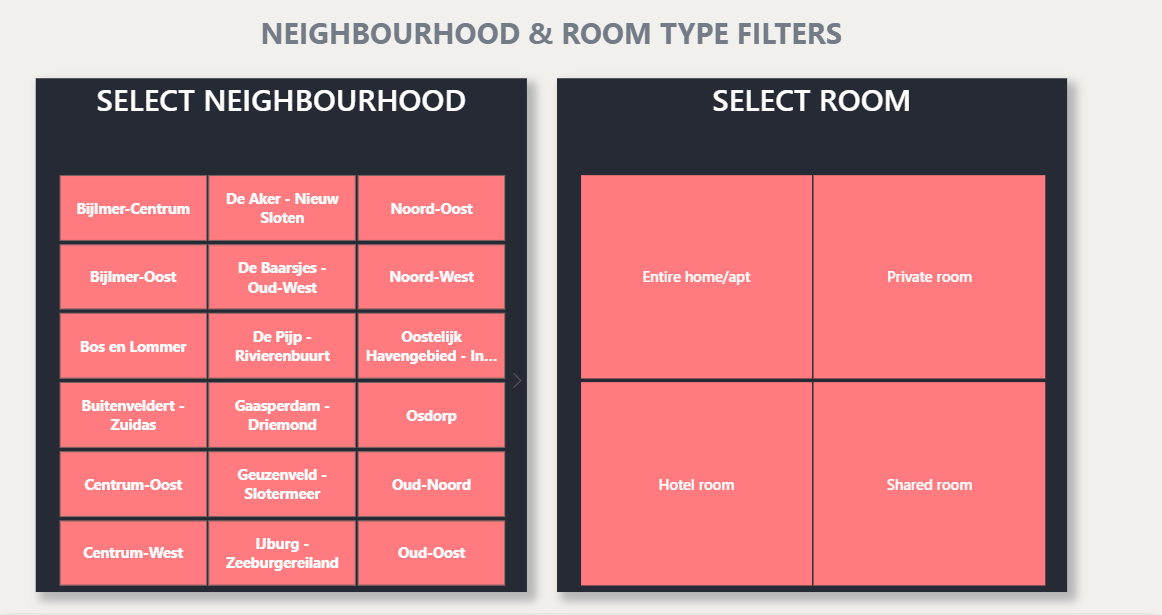 NEIGHBOURHOOD & ROOM TYPE FILTERS
SELECT NEIGHBOURHOOD
Bijlmer-Centrum
De Aker - Nieuw
Sloten
Noord-Oost
Bijlmer-Oost
De Baarsjes -
Oud-West
Noord-West
Bos en Lommer
De Pijp -
Rivierenbuurt
Oostelijk
Havengebied - In...
Buitenveldert -
Zuidas
Gaasperdam -
Driemond
Osdorp
Centrum-Oost
Geuzenveld -
Slotermeer
Oud-Noord
Centrum-West
IJburg -
Zeeburgereiland
Oud-Oost
SELECT ROOM
Entire home/apt
Private room
Hotel room
Shared room